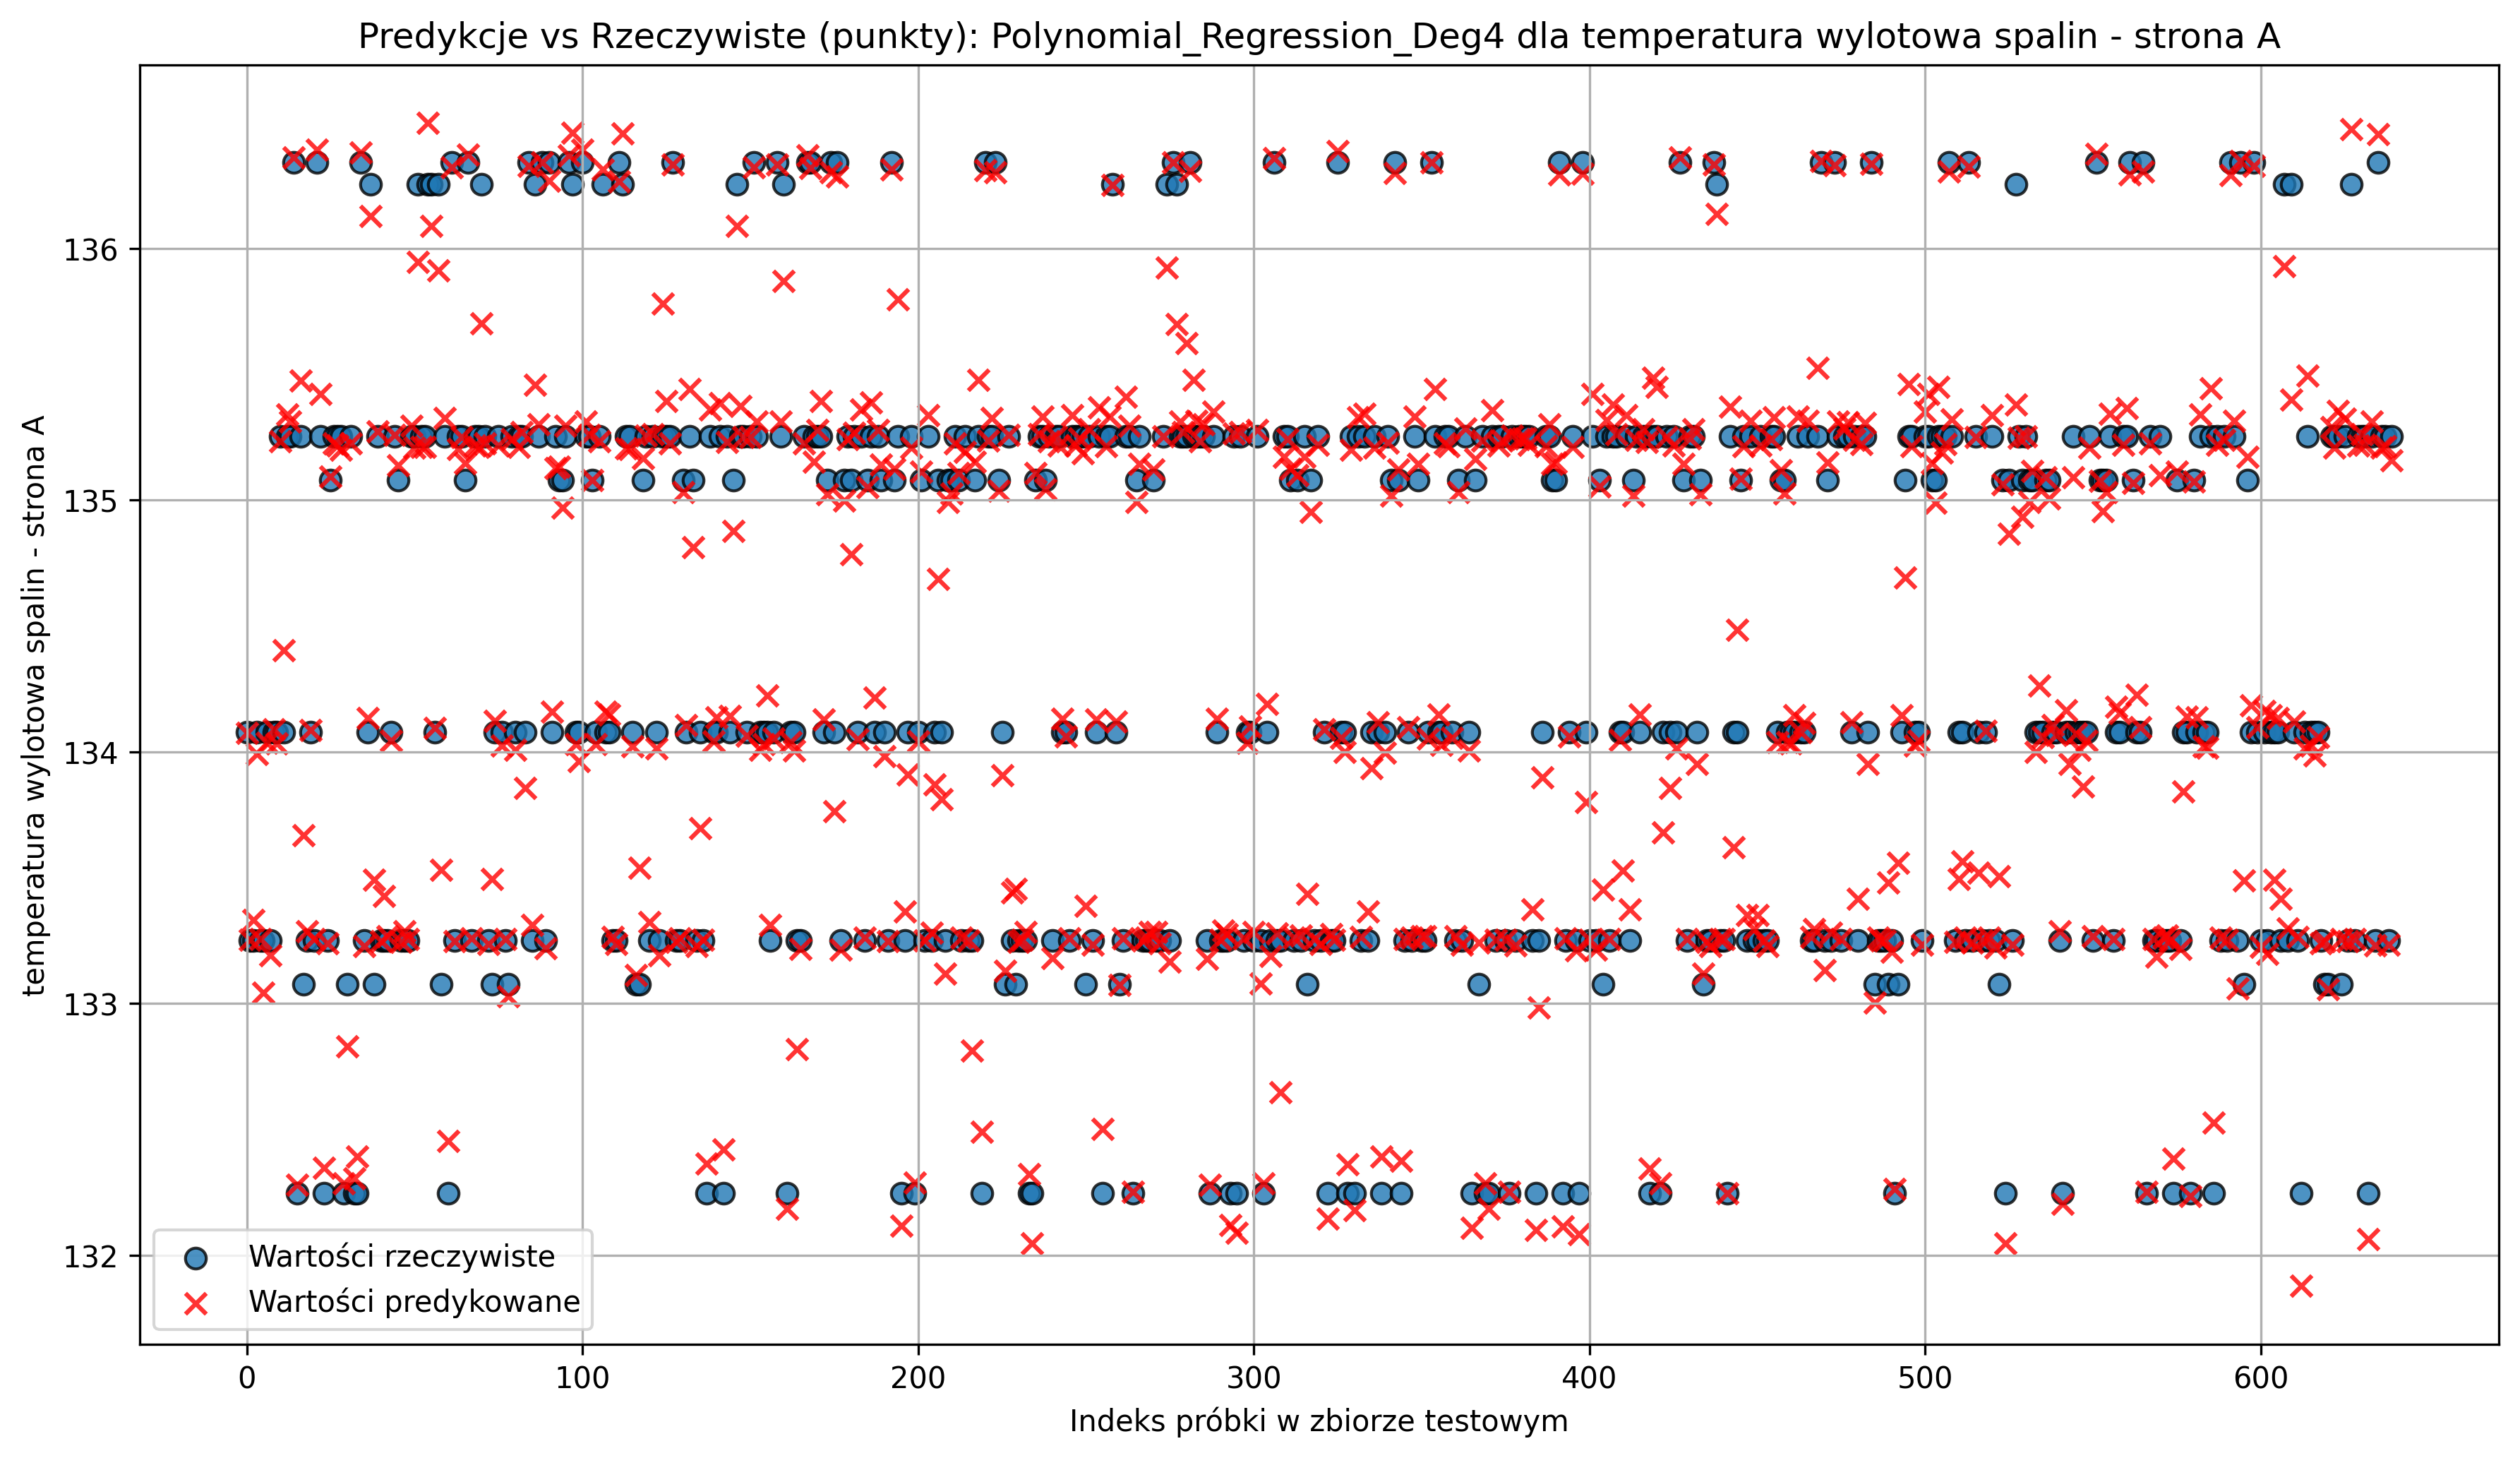 Predykcje vs Rzeczywiste (punkty): Polynomial_Regression_Deg4 dla temperatura wylotowa spalin - strona A
temperatura wylotowa spalin - strona A
136
135
134
133
132
Wartości rzeczywiste
Wartości predykowane
0 100 200 300 400 500 600
Indeks próbki w zbiorze testowym